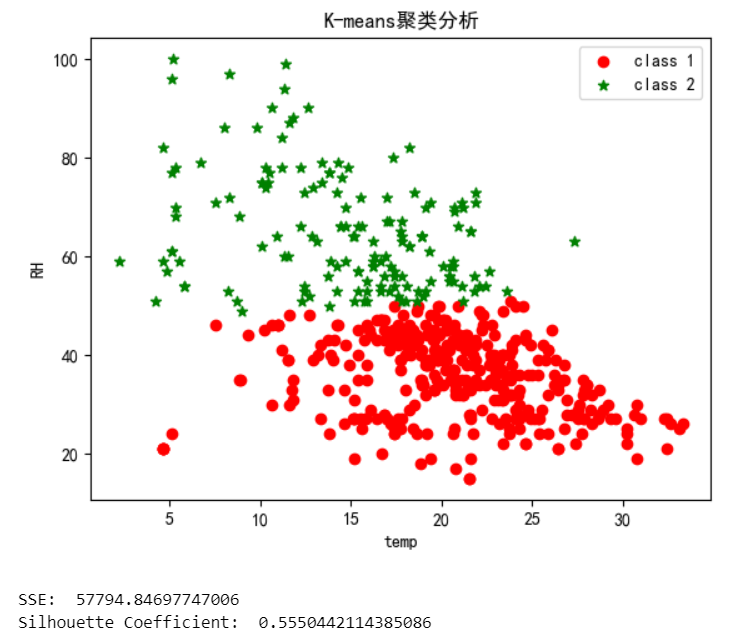 K-means聚类分析
class 1
class 2
100
80
60
40
20
RH
5 10 15 20 25 30
temp
SSE: 57794.84697747006
Silhouette Coefficient: 0.5550442114385086